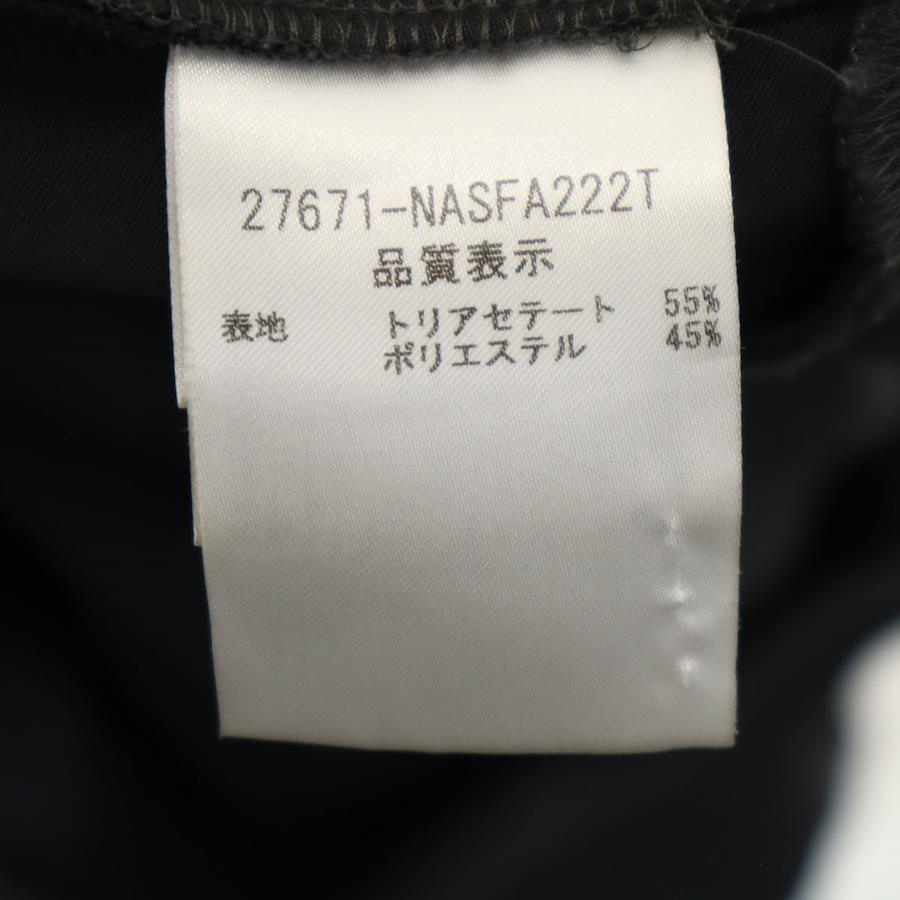 27671-NASFA222T
品質表示
表地 トリアセテート 55%
ポリエステル 45%